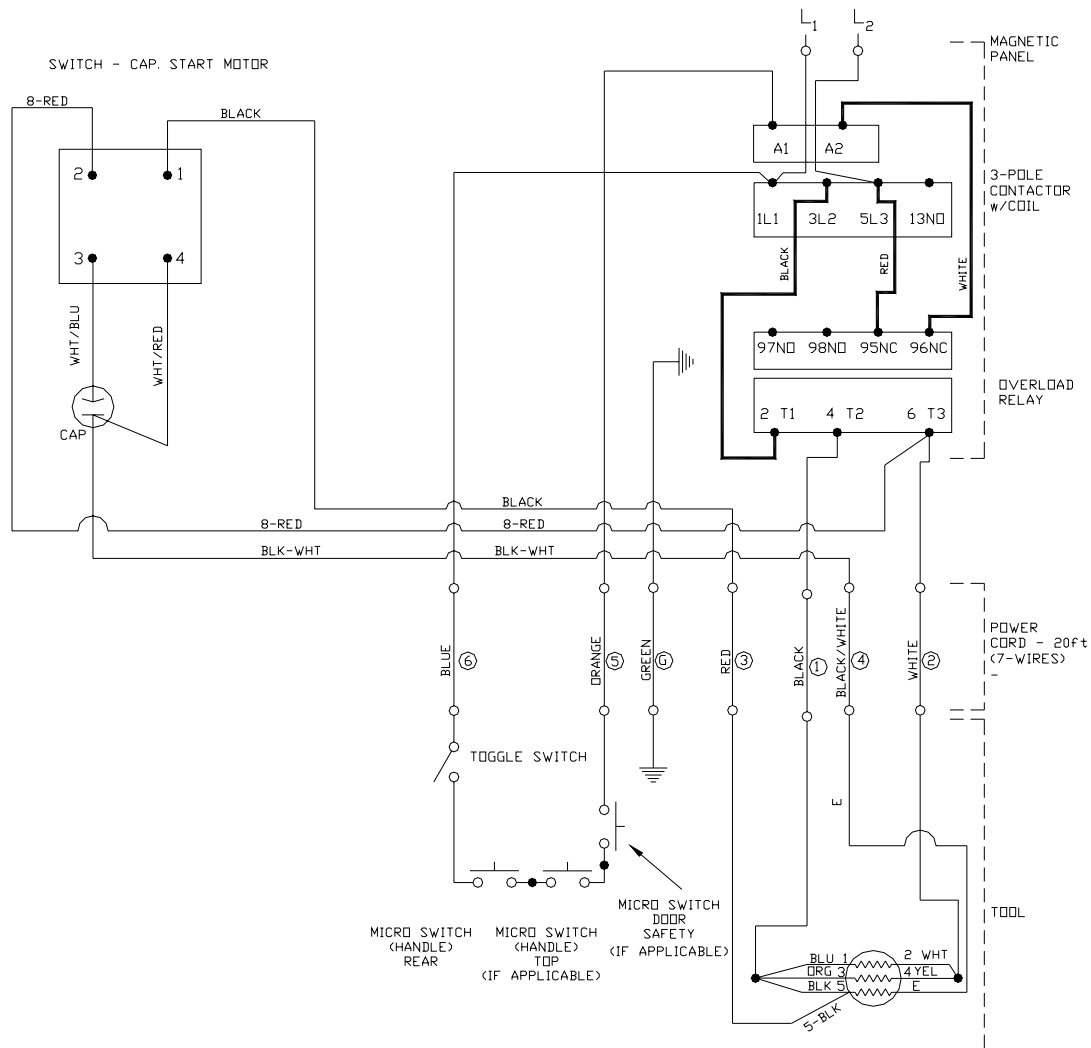 L1
L2
MAGNETIC
PANEL
SWITCH - CAP. START MOTOR
8-RED
BLACK
2
1
3
4
WHT/BLU
WHT/RED
CAP
A1
A2
3-POLE
CONTACTOR
W/COIL
1L1
3L2
5L3
13NO
BLACK
RED
WHITE
97NO
98NO
95NC
96NC
OVERLOAD
RELAY
2 T1
4 T2
6 T3
BLACK
8-RED
8-RED
BLK-WHT
BLK-WHT
BLUE
6
ORANGE
5
GREEN
G
RED
3
BLACK
1
BLACK/WHITE
4
WHITE
2
POWER
CORD - 20ft
(7-WIRES)
-
TOGGLE SWITCH
E
MICRO SWITCH
(HANDLE)
REAR
MICRO SWITCH
(HANDLE)
TOP
(IF APPLICABLE)
MICRO SWITCH
DOOR
SAFETY
(IF APPLICABLE)
TOOL
BLU 1
2 WHT
ORG 3
4 YEL
BLK 5
E
5-BLK